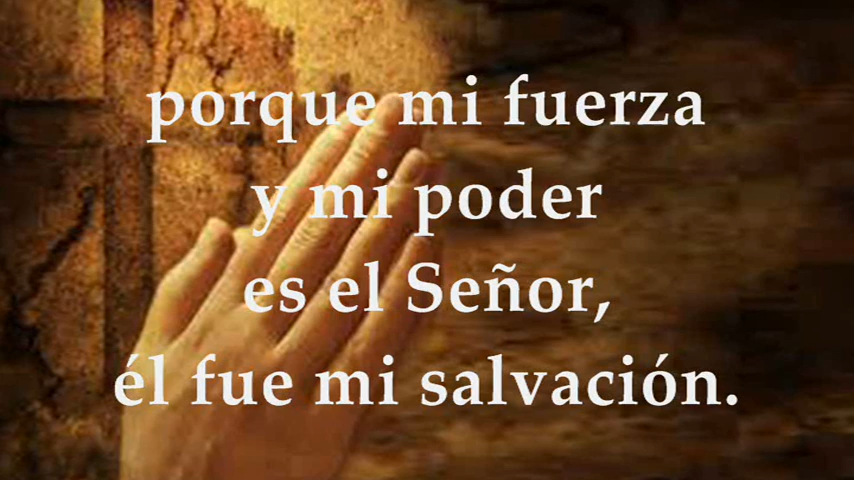 porque mi fuerza
y mi poder
es el Señor,
él fue mi salvación.